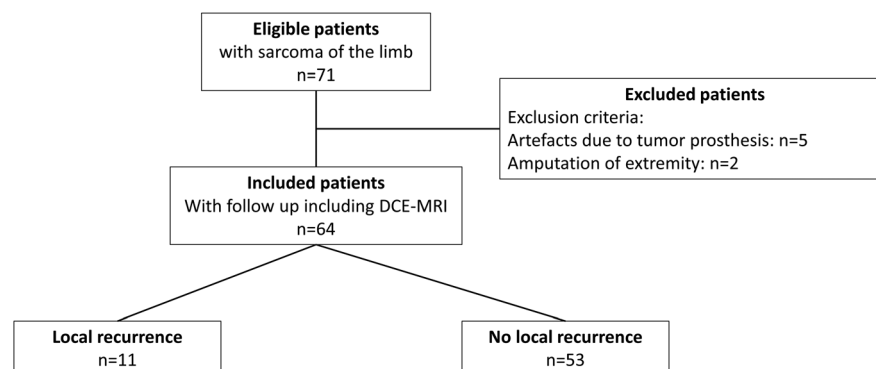 Eligible patients
with sarcoma of the limb
n=71
Excluded patients
Exclusion criteria:
Artefacts due to tumor prosthesis: n=5
Amputation of extremity: n=2
Included patients
With follow up including DCE-MRI
n=64
Local recurrence
n=11
No local recurrence
n=53